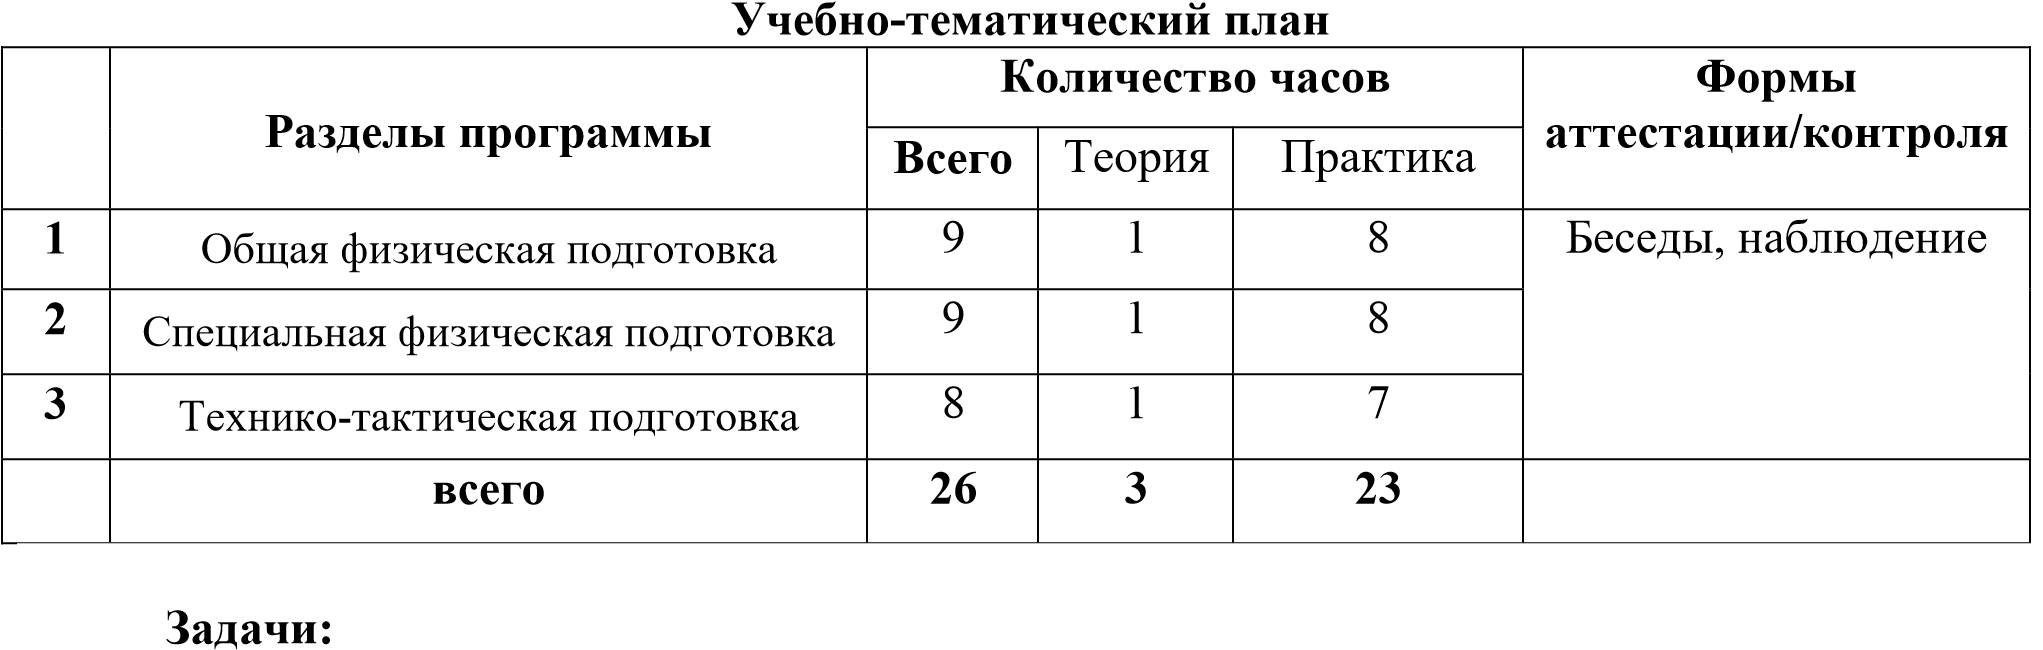 Учебно-тематический план
Количество часов
Формы
аттестации/контроля
Разделы программы
Всего Теория Практика
1 Общая физическая подготовка 9 1 8 Беседы, наблюдение
2 Специальная физическая подготовка 9 1 8
3 Технико-тактическая подготовка 8 1 7
всего 26 3 23
Задачи: